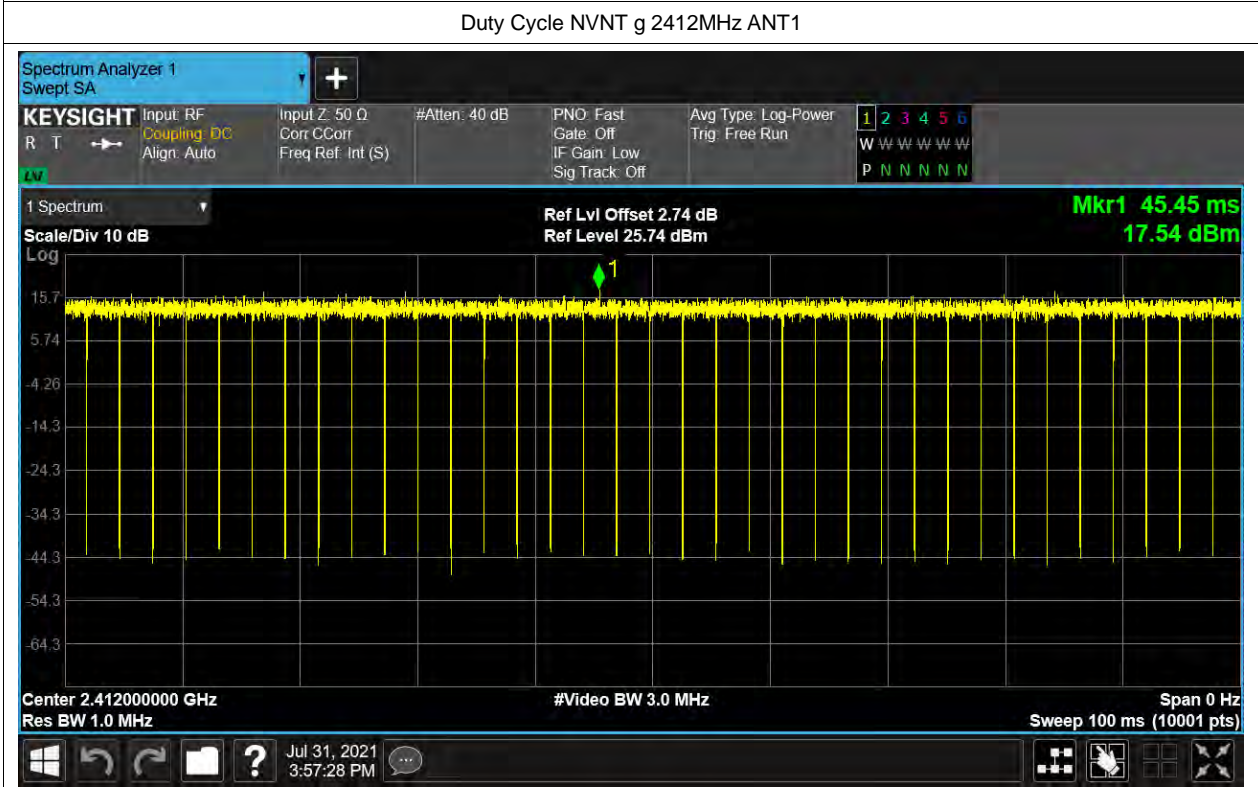 Duty Cycle NVNT g 2412MHz ANT1
Spectrum Analyzer 1
Swept SA
KEYSIGHT
R T
Input: RF
Coupling: DC
Align: Auto
Input Z: 50 Ω
Corr CCorr
Freq Ref: Int (S)
#Atten: 40 dB
PNO: Fast
Gate: Off
IF Gain: Low
Sig Track: Off
Avg Type: Log-Power
Trig: Free Run
1 2 3 4 5 6
W W W W W W
P N N N N N
1 Spectrum
Scale/Div 10 dB
Ref Lvl Offset 2.74 dB
Ref Level 25.74 dBm
Mkr1 45.45 ms
17.54 dBm
Log
1
15.7
5.74
-4.26
-14.3
-24.3
-34.3
-44.3
-54.3
-64.3
Center 2.412000000 GHz
Res BW 1.0 MHz
#Video BW 3.0 MHz
Span 0 Hz
Sweep 100 ms (10001 pts)
?
Jul 31, 2021
3:57:28 PM